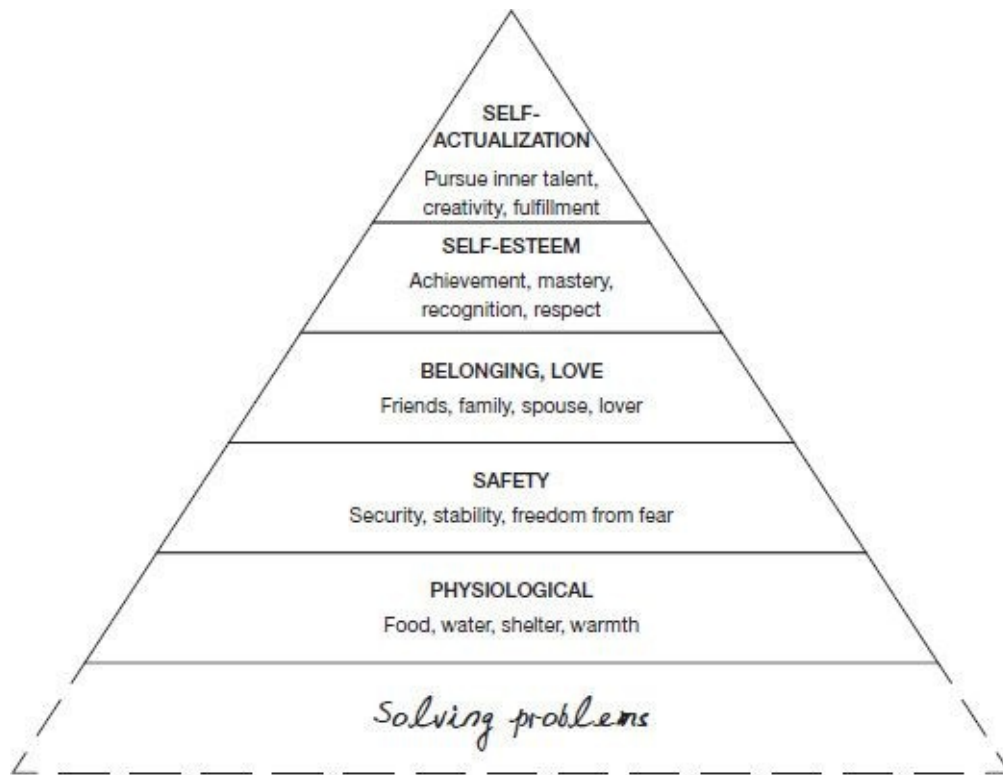 SELF-
ACTUALIZATION
Pursue inner talent,
creativity, fulfillment
SELF-ESTEEM
Achievement, mastery,
recognition, respect
BELONGING, LOVE
Friends, family, spouse, lover
SAFETY
Security, stability, freedom from fear
PHYSIOLOGICAL
Food, water, shelter, warmth
Solving problems